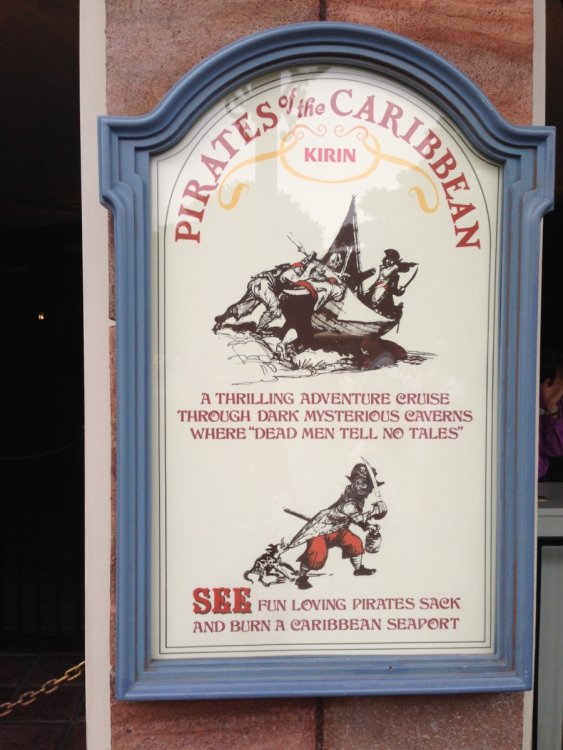 PIRATES of the CARIBBEAN
KIRIN
A THRILLING ADVENTURE CRUISE
THROUGH DARK MYSTERIOUS CAVERNS
WHERE "DEAD MEN TELL NO TALES"
SEE FUN LOVING PIRATES SACK
AND BURN A CARIBBEAN SEAPORT